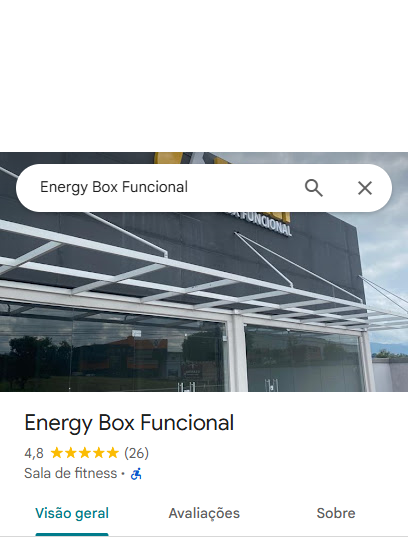 Energy Box Funcional
FUNCIONAL
Energy Box Funcional
4,8 (26)
Sala de fitness ·
Visão geral
Avaliações
Sobre